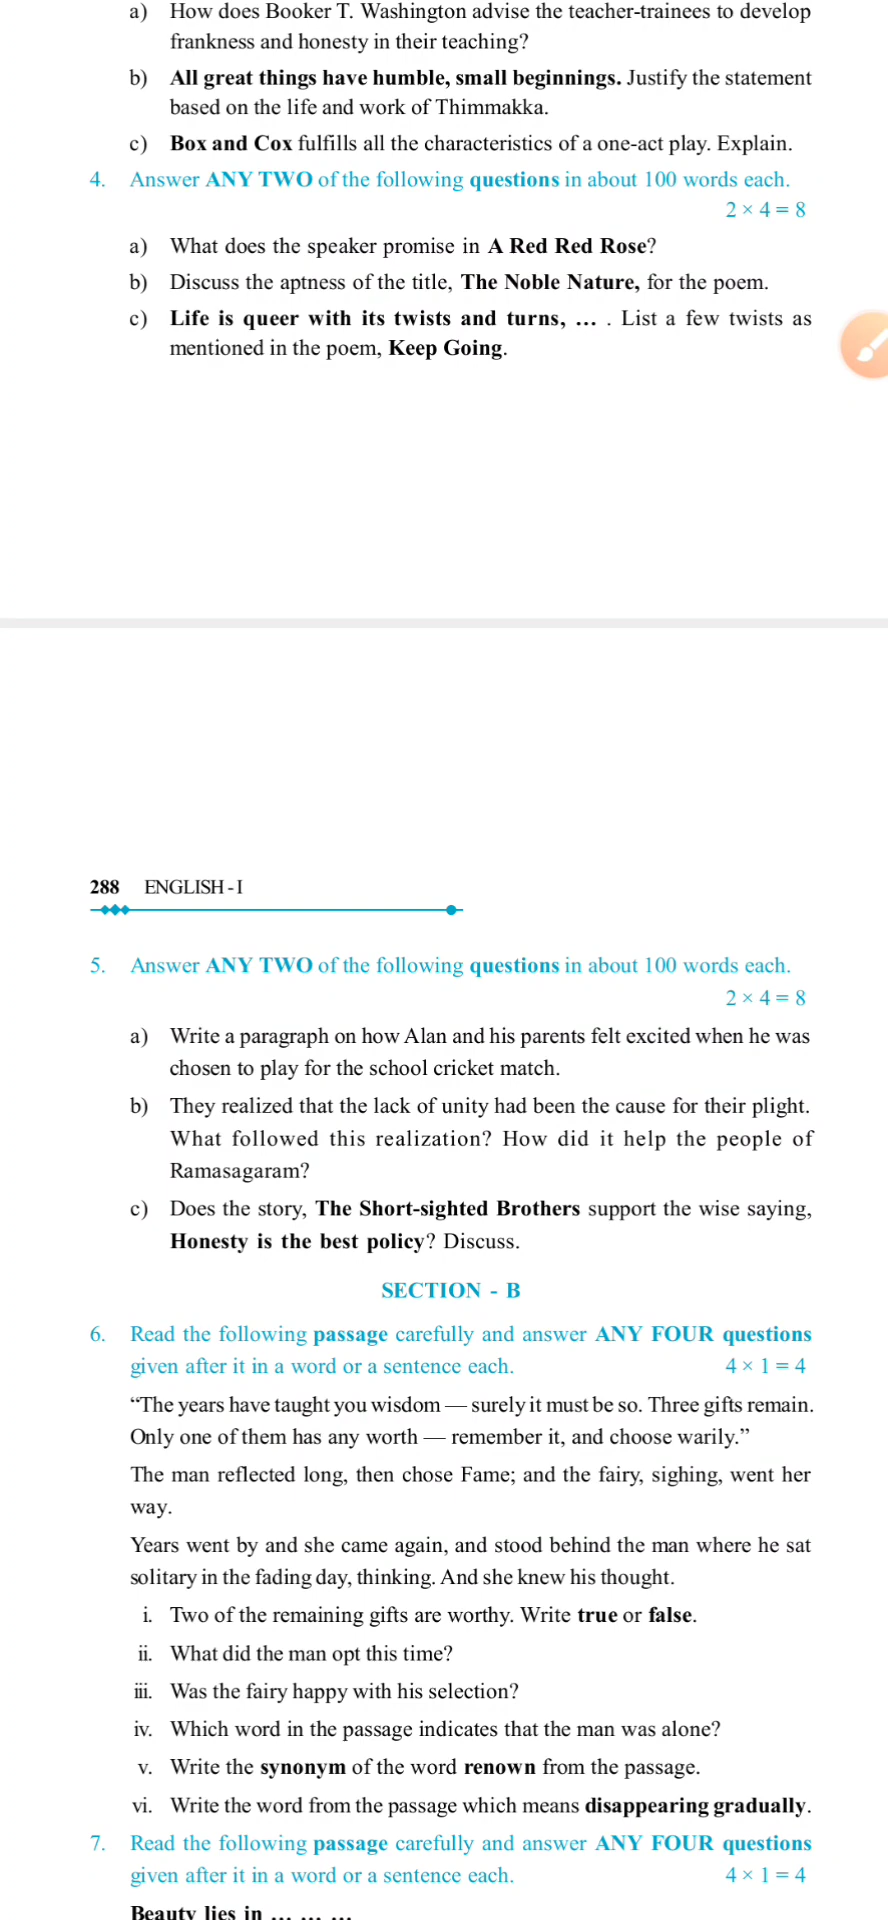 a) How does Booker T. Washington advise the teacher-trainees to develop
frankness and honesty in their teaching?
b) All great things have humble, small beginnings. Justify the statement
based on the life and work of Thimmakka.
c) Box and Cox fulfills all the characteristics of a one-act play. Explain.
4. Answer ANY TWO of the following questions in about 100 words each.
2 × 4 = 8
a) What does the speaker promise in A Red Red Rose?
b) Discuss the aptness of the title, The Noble Nature, for the poem.
c) Life is queer with its twists and turns, ... . List a few twists as
mentioned in the poem, Keep Going.
288 ENGLISH - I
5. Answer ANY TWO of the following questions in about 100 words each.
2 × 4 = 8
a) Write a paragraph on how Alan and his parents felt excited when he was
chosen to play for the school cricket match.
b) They realized that the lack of unity had been the cause for their plight.
What followed this realization? How did it help the people of
Ramasagaram?
c) Does the story, The Short-sighted Brothers support the wise saying,
Honesty is the best policy? Discuss.
SECTION - B
6. Read the following passage carefully and answer ANY FOUR questions
given after it in a word or a sentence each. 4 × 1 = 4
“The years have taught you wisdom — surely it must be so. Three gifts remain.
Only one of them has any worth — remember it, and choose warily.”
The man reflected long, then chose Fame; and the fairy, sighing, went her
way.
Years went by and she came again, and stood behind the man where he sat
solitary in the fading day, thinking. And she knew his thought.
i. Two of the remaining gifts are worthy. Write true or false.
ii. What did the man opt this time?
iii. Was the fairy happy with his selection?
iv. Which word in the passage indicates that the man was alone?
v. Write the synonym of the word renown from the passage.
vi. Write the word from the passage which means disappearing gradually.
7. Read the following passage carefully and answer ANY FOUR questions
given after it in a word or a sentence each. 4 × 1 = 4
Beauty lies in ... ... ...